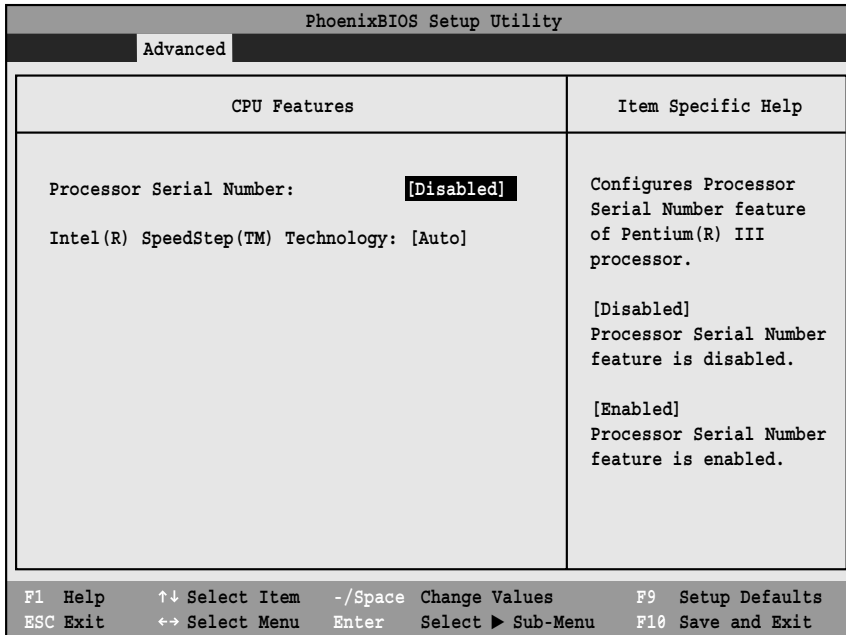 PhoenixBIOS Setup Utility
Advanced
CPU Features
Item Specific Help
Processor Serial Number: [Disabled]
Intel(R) SpeedStep(TM) Technology: [Auto]
Configures Processor
Serial Number feature
of Pentium(R) III
processor.
[Disabled]
Processor Serial Number
feature is disabled.
[Enabled]
Processor Serial Number
feature is enabled.
F1 Help ↑↓ Select Item -/Space Change Values F9 Setup Defaults
ESC Exit ←→ Select Menu Enter Select ▶ Sub-Menu F10 Save and Exit